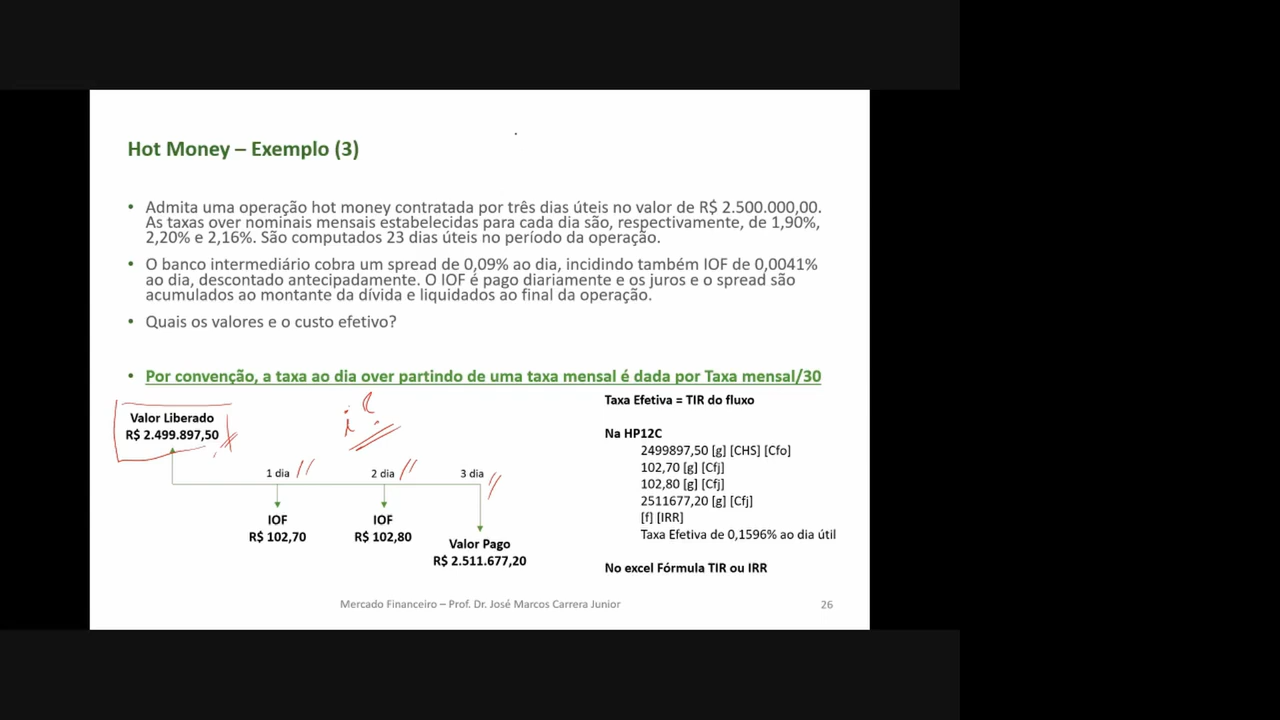 Hot Money – Exemplo (3)
• Admita uma operação hot money contratada por três dias úteis no valor de R$ 2.500.000,00.
As taxas over nominais mensais estabelecidas para cada dia são, respectivamente, de 1,90%,
2,20% e 2,16%. São computados 23 dias úteis no período da operação.
• O banco intermediário cobra um spread de 0,09% ao dia, incidindo também IOF de 0,0041%
ao dia, descontado antecipadamente. O IOF é pago diariamente e os juros e o spread são
acumulados ao montante da dívida e liquidados ao final da operação.
• Quais os valores e o custo efetivo?
• Por convenção, a taxa ao dia over partindo de uma taxa mensal é dada por Taxa mensal/30
Valor Liberado
R$ 2.499.897,50
1 dia
2 dia
3 dia
IOF
R$ 102,70
IOF
R$ 102,80
Valor Pago
R$ 2.511.677,20
Taxa Efetiva = TIR do fluxo
Na HP12C
2499897,50 [g] [CHS] [Cfo]
102,70 [g] [Cfj]
102,80 [g] [Cfj]
2511677,20 [g] [Cfj]
[f] [IRR]
Taxa Efetiva de 0,1596% ao dia útil
No excel Fórmula TIR ou IRR
Mercado Financeiro – Prof. Dr. José Marcos Carrera Junior
26